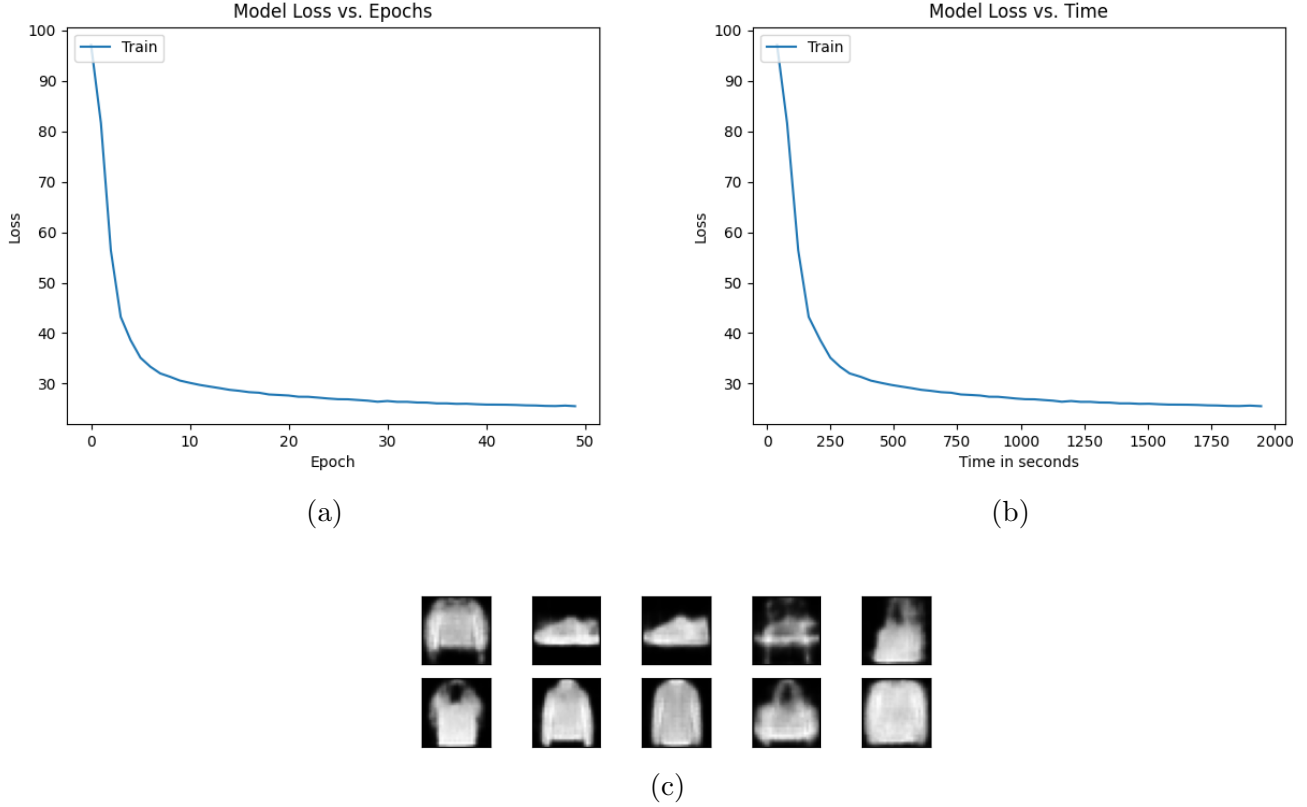 Model Loss vs. Epochs
Train
100
90
80
70
60
50
40
30
Loss
0 10 20 30 40 50
Epoch
(a)
Model Loss vs. Time
Train
100
90
80
70
60
50
40
30
Loss
0 250 500 750 1000 1250 1500 1750 2000
Time in seconds
(b)
(c)